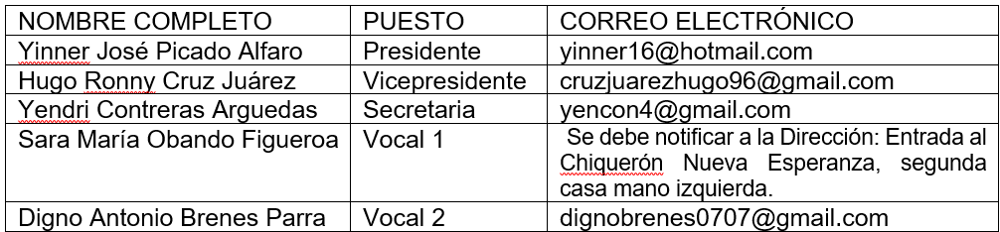 NOMBRE COMPLETO PUESTO CORREO ELECTRÓNICO
Yinner José Picado Alfaro Presidente yinner16@hotmail.com
Hugo Ronny Cruz Juárez Vicepresidente cruzjuarezhugo96@gmail.com
Yendri Contreras Arguedas Secretaria yencon4@gmail.com
Sara María Obando Figueroa Vocal 1 Se debe notificar a la Dirección: Entrada al
Chiquerón Nueva Esperanza, segunda
casa mano izquierda.
Digno Antonio Brenes Parra Vocal 2 dignobrenes0707@gmail.com